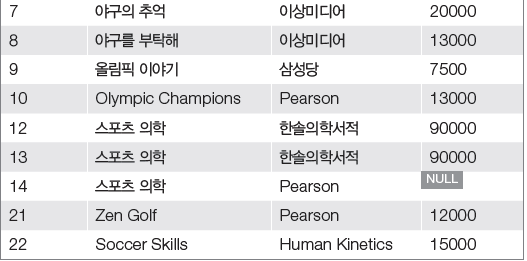 7 야구의 추억 이상미디어 20000
8 야구를 부탁해 이상미디어 13000
9 올림픽 이야기 삼성당 7500
10 Olympic Champions Pearson 13000
12 스포츠 의학 한솔의학서적 90000
13 스포츠 의학 한솔의학서적 90000
14 스포츠 의학 Pearson NULL
21 Zen Golf Pearson 12000
22 Soccer Skills Human Kinetics 15000